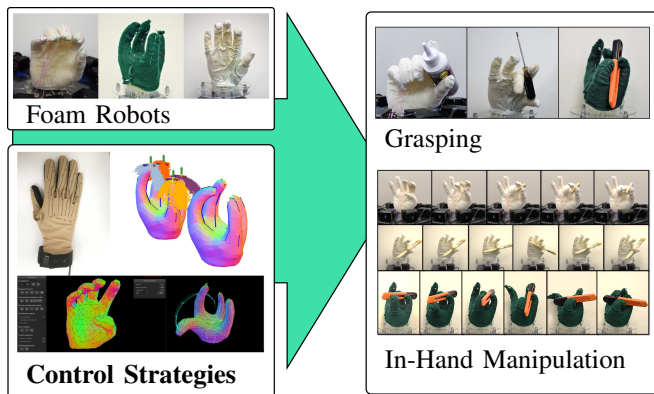 Foam Robots
Control Strategies
Grasping
In-Hand Manipulation